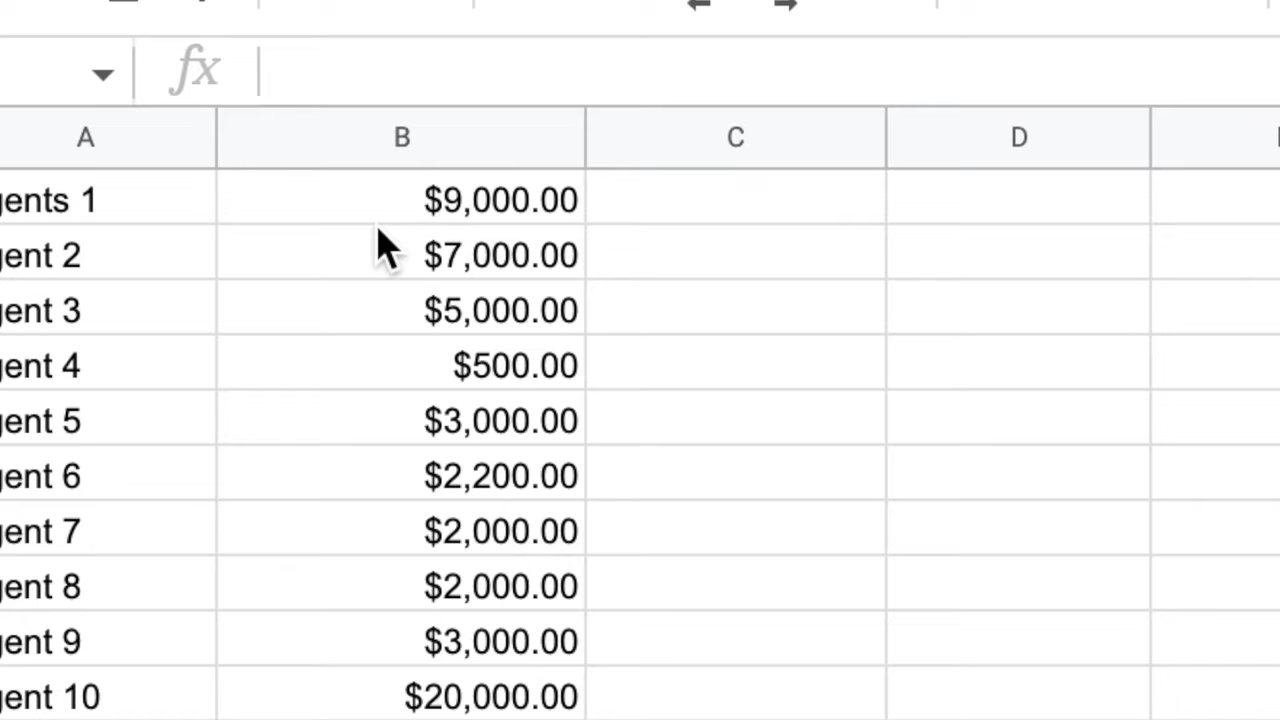 fx
A B C D
gents 1 $9,000.00
gent 2 $7,000.00
gent 3 $5,000.00
gent 4 $500.00
gent 5 $3,000.00
gent 6 $2,200.00
gent 7 $2,000.00
gent 8 $2,000.00
gent 9 $3,000.00
gent 10 $20,000.00